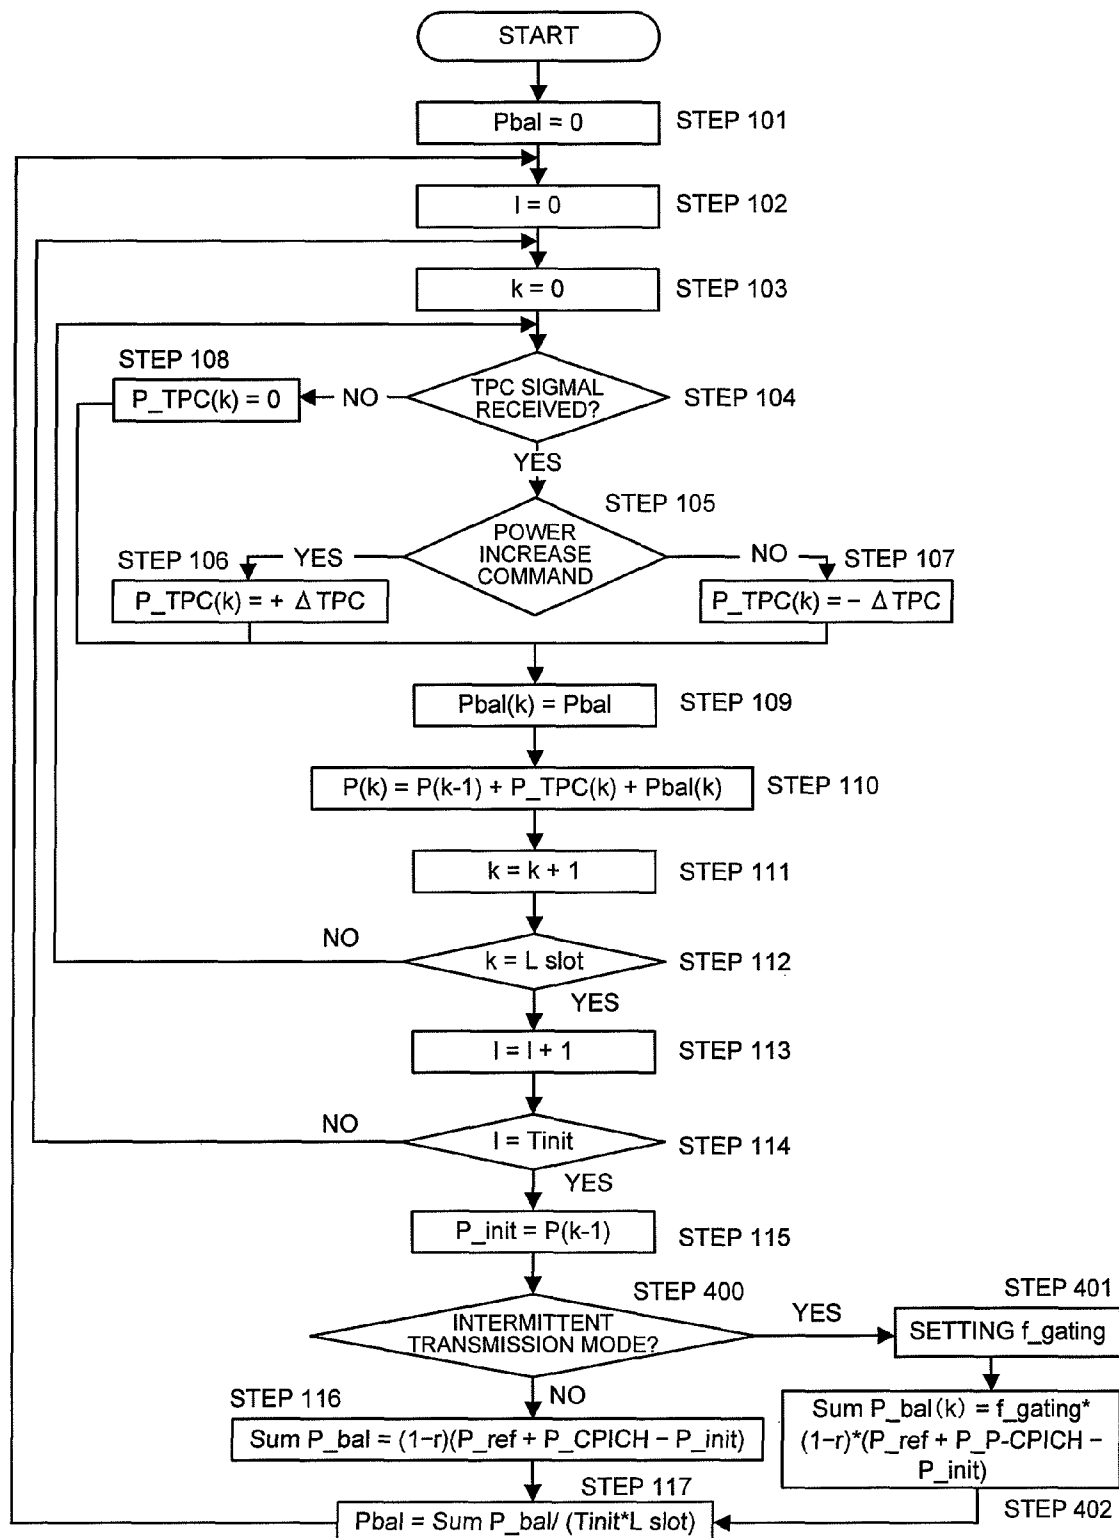 START
Pbal = 0
STEP 101
l = 0
STEP 102
k = 0
STEP 103
STEP 108
P_TPC(k) = 0
NO
TPC SIGMAL
RECEIVED?
STEP 104
YES
STEP 105
POWER
INCREASE
COMMAND
STEP 106
YES
P_TPC(k) = + Δ TPC
NO
STEP 107
P_TPC(k) = − Δ TPC
Pbal(k) = Pbal
STEP 109
P(k) = P(k-1) + P_TPC(k) + Pbal(k)
STEP 110
k = k + 1
STEP 111
NO
k = L slot
STEP 112
YES
l = l + 1
STEP 113
NO
l = Tinit
STEP 114
YES
P_init = P(k-1)
STEP 115
STEP 400
INTERMITTENT
TRANSMISSION MODE?
YES
STEP 401
SETTING f_gating
NO
STEP 116
Sum P_bal = (1−r)(P_ref + P_CPICH − P_init)
Sum P_bal(k) = f_gating*
(1−r)*(P_ref + P_P-CPICH −
P_init)
STEP 402
STEP 117
Pbal = Sum P_bal/ (Tinit*L slot)